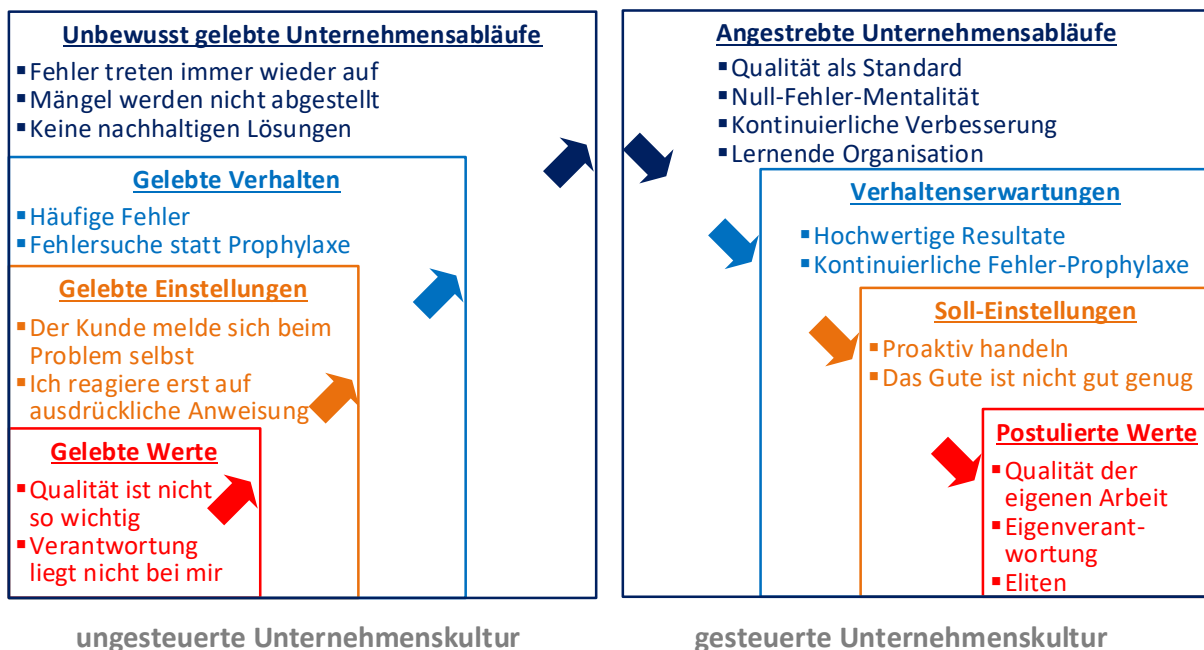 Unbewusst gelebte Unternehmensabläufe
▪Fehler treten immer wieder auf
▪Mängel werden nicht abgestellt
▪Keine nachhaltigen Lösungen
Gelebte Verhalten
▪Häufige Fehler
▪Fehlersuche statt Prophylaxe
Gelebte Einstellungen
▪Der Kunde melde sich beim
Problem selbst
▪Ich reagiere erst auf
ausdrückliche Anweisung
Gelebte Werte
▪Qualität ist nicht
so wichtig
▪Verantwortung
liegt nicht bei mir
ungesteuerte Unternehmenskultur
Angestrebte Unternehmensabläufe
▪Qualität als Standard
▪Null-Fehler-Mentalität
▪Kontinuierliche Verbesserung
▪Lernende Organisation
Verhaltenserwartungen
▪Hochwertige Resultate
▪Kontinuierliche Fehler-Prophylaxe
Soll-Einstellungen
▪Proaktiv handeln
▪Das Gute ist nicht gut genug
Postulierte Werte
▪Qualität der
eigenen Arbeit
▪Eigenverant-
wortung
▪Eliten
gesteuerte Unternehmenskultur